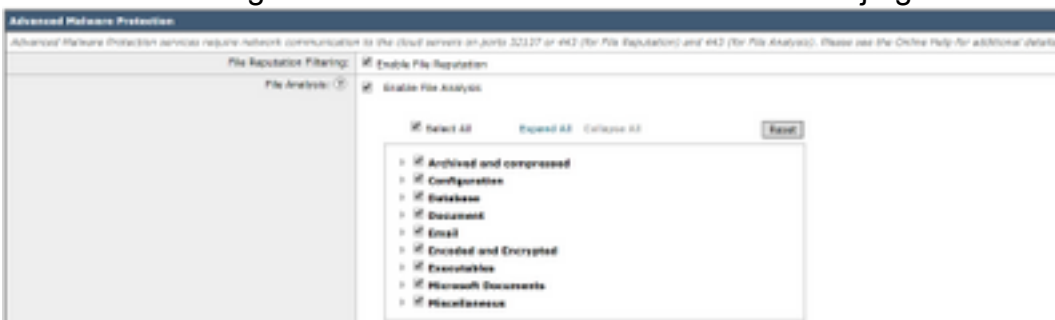 Advanced Malware Protection
Advanced Malware Protection services require network communication to the cloud servers on ports 32137 or 443 (for File Reputation) and 443 (for File Analysis). Please see the Online Help for additional details
File Reputation Filtering: Enable File Reputation
File Analysis: ? Enable File Analysis
Select All Expand All Collapse All Reset
Archived and compressed
Configuration
Database
Document
Email
Encoded and Encrypted
Executables
Microsoft Documents
Miscellaneous